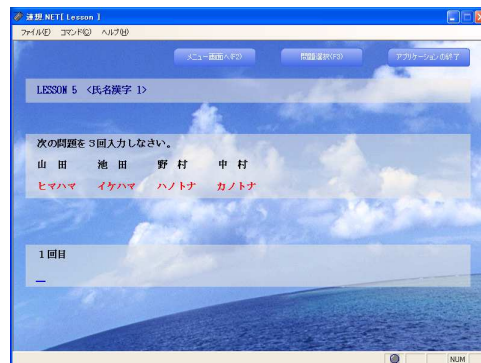 連想.NET[ Lesson ]
ファイル(F) コマンド(C) ヘルプ(H)
メニュー画面へ(F2) 問題選択(F3) アプリケーションの終了
LESSON 5 <氏名漢字 1>
次の問題を3回入力しなさい。
山 田 池 田 野 村 中 村
ヒマハマ イケハマ ハノトナ カノトナ
1回目
NUM